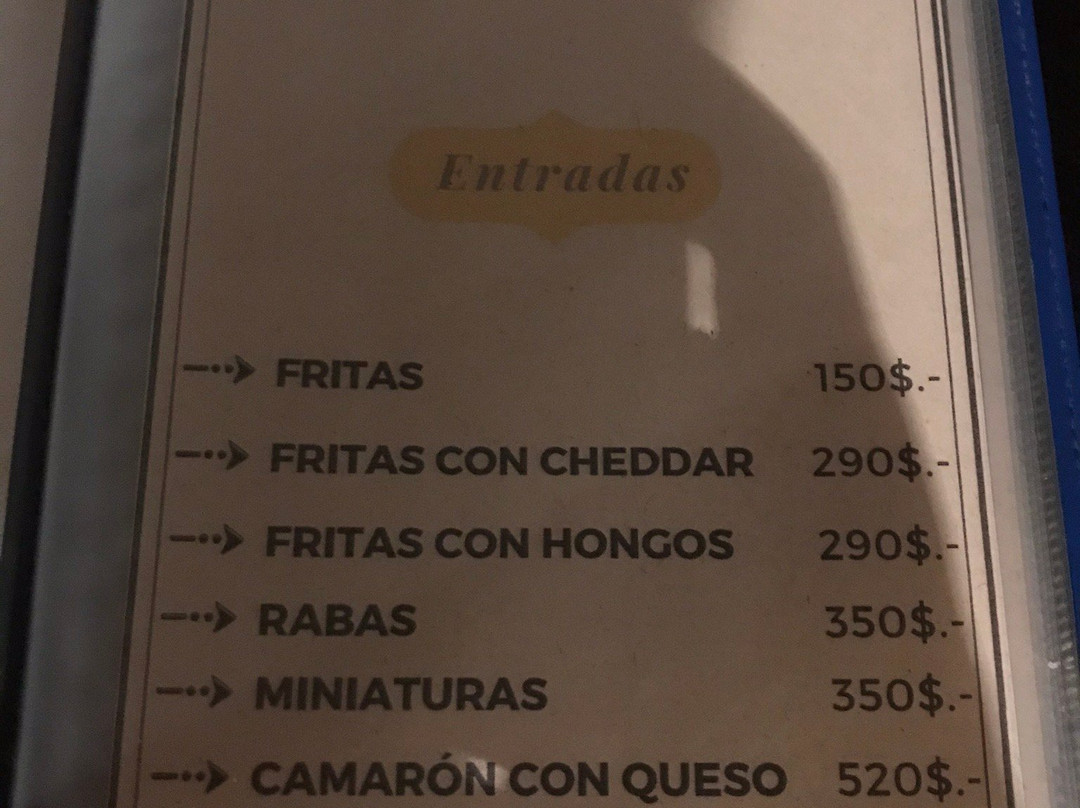 Entradas
FRITAS 150$.-
FRITAS CON CHEDDAR 290$.-
FRITAS CON HONGOS 290$.-
RABAS 350$.-
MINIATURAS 350$.-
CAMARÓN CON QUESO 520$.-